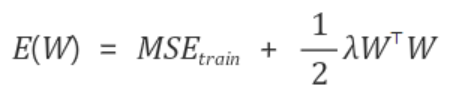 E(W) = MSE_train + 1/2 λW^⊤W